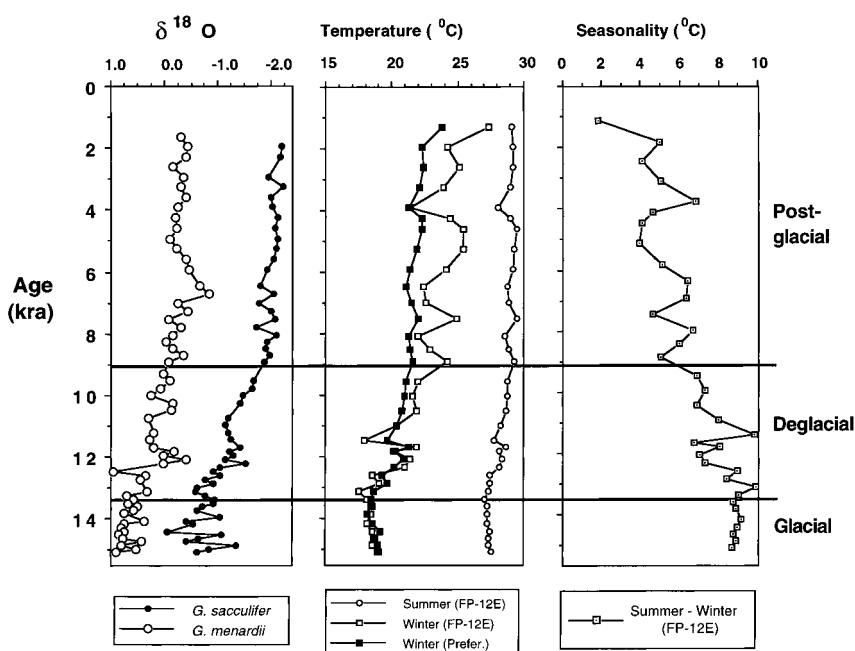 δ 18 O
Temperature ( 0C)
Seasonality (0C)
1.0 0.0 -1.0 -2.0
15 20 25 30
0 2 4 6 8 10
0
2
4
6
8
10
12
14
Age
(kra)
Post-
glacial
Deglacial
Glacial
G. sacculifer
G. menardii
Summer (FP-12E)
Winter (FP-12E)
Winter (Prefer.)
Summer - Winter
(FP-12E)